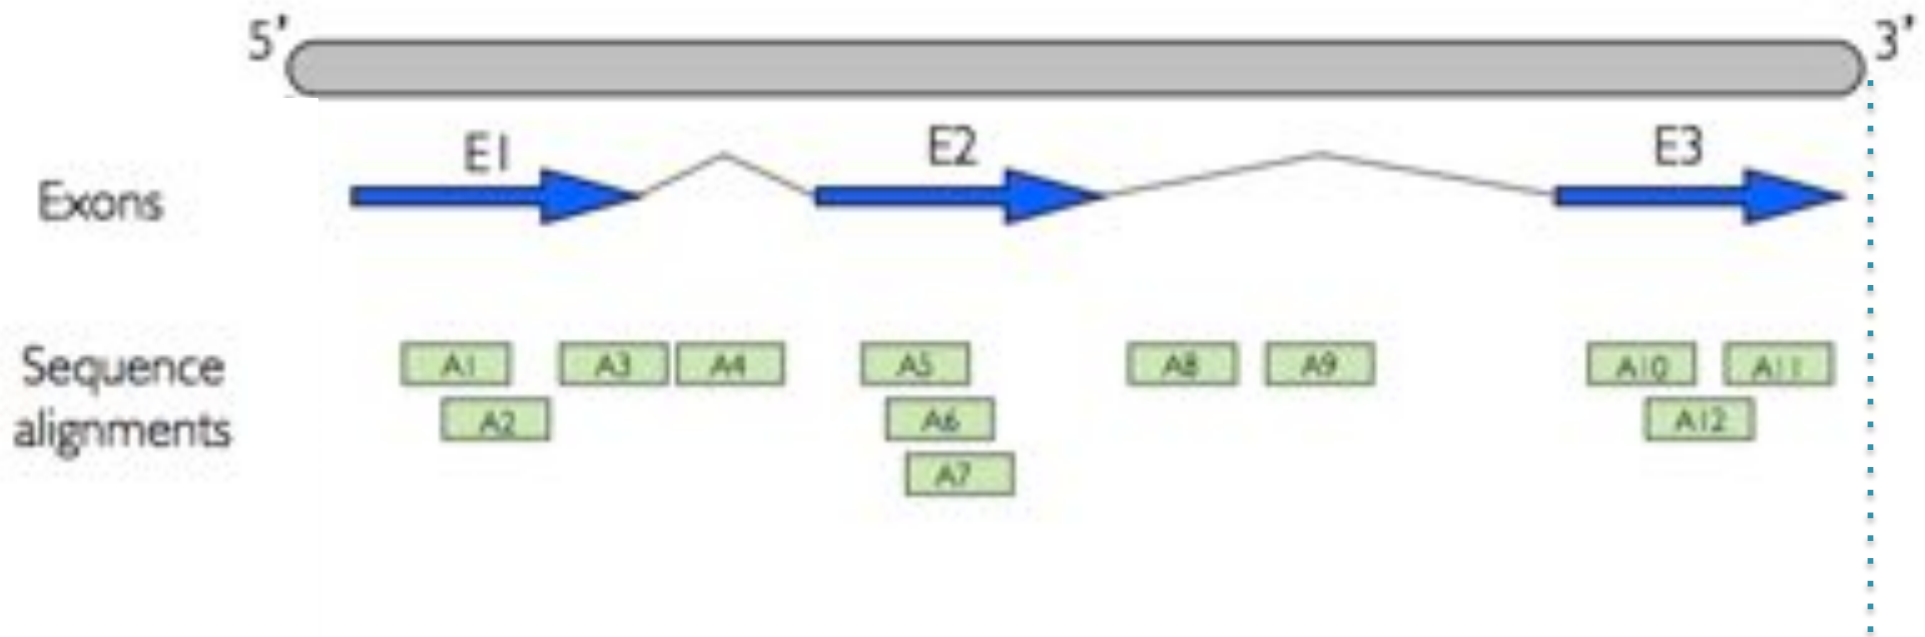 5' 3'
E1 E2 E3
Exons
A1 A3 A4 A5 A8 A9 A10 A11
Sequence
alignments
A2 A6 A12
A7